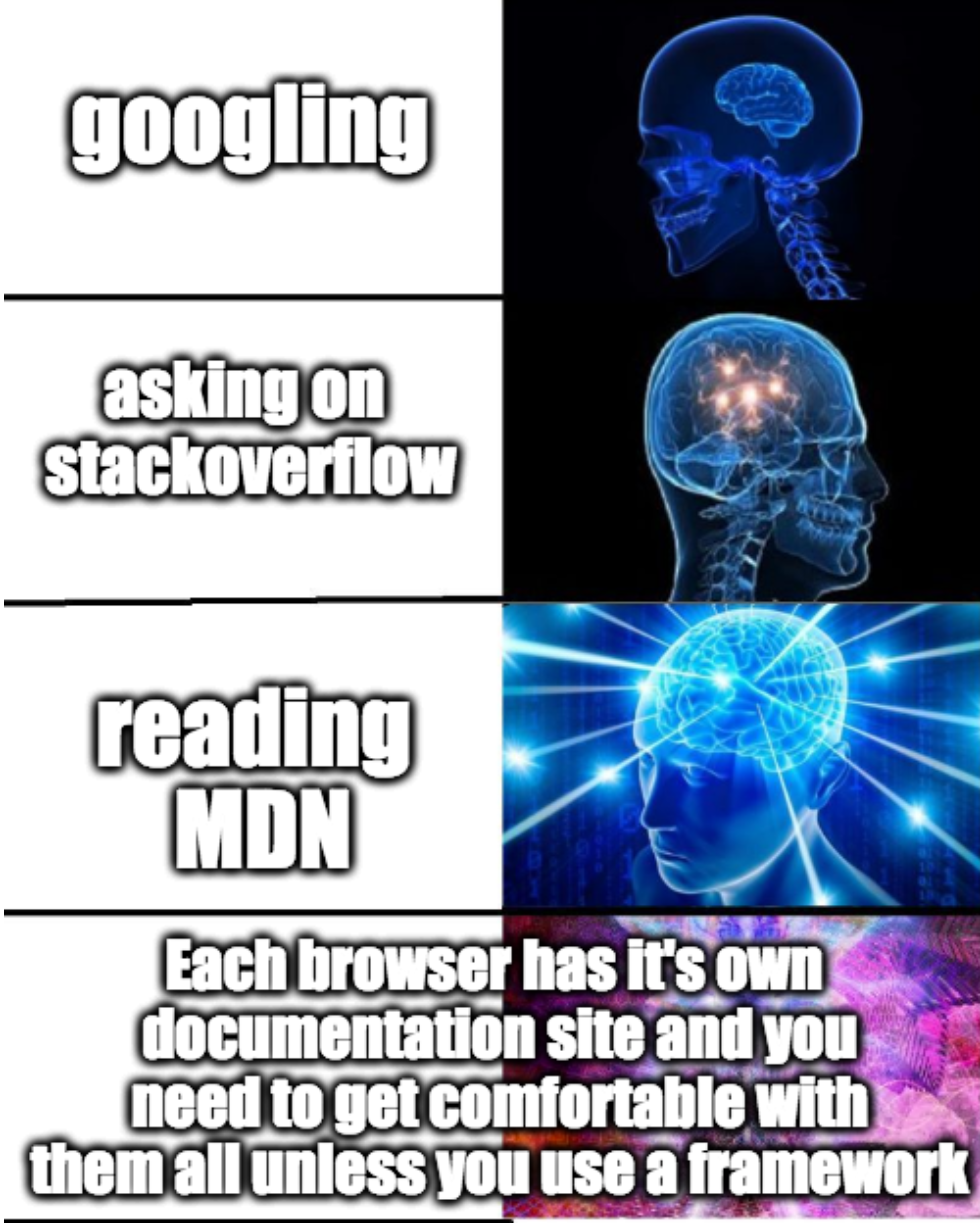 googling
asking on
stackoverflow
reading
MDN
Each browser has it's own
documentation site and you
need to get comfortable with
them all unless you use a framework